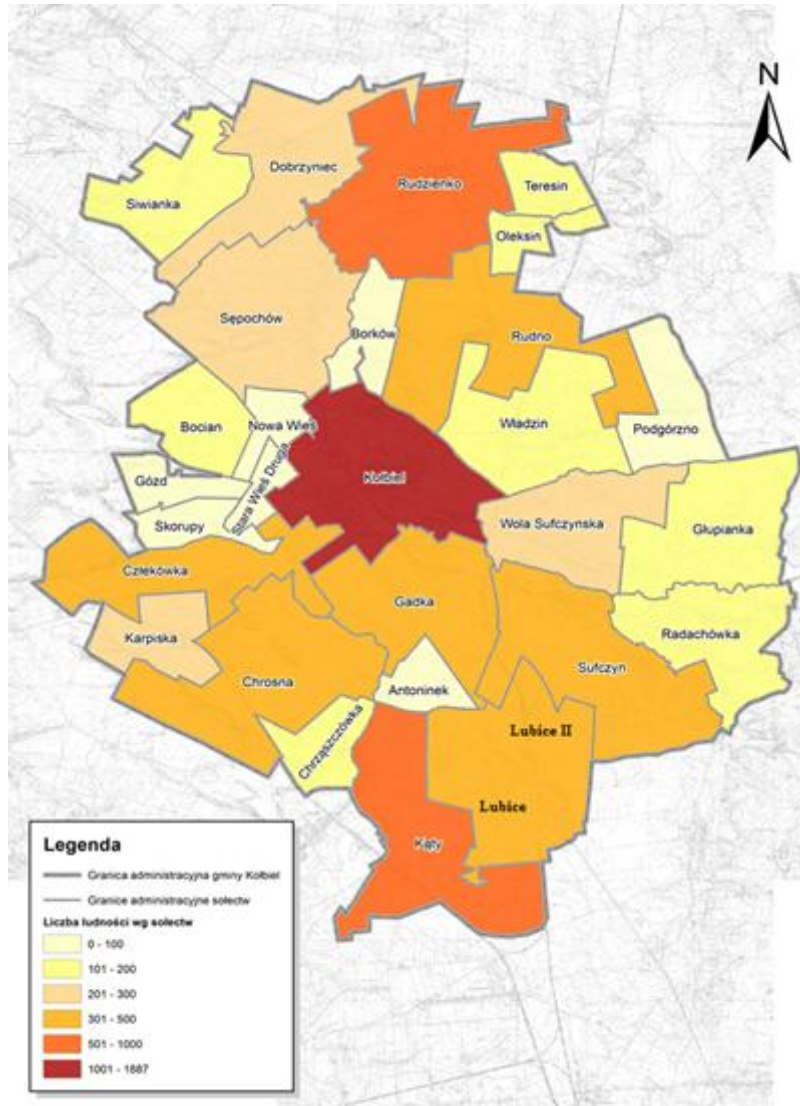 N
Dobrzyniec
Rudzieńko
Teresin
Siwianka
Oleksin
Sępochów
Borków
Rudno
Nowa Wieś
Bocian
Władzin
Podgórzno
Stara Wieś Druga
Kołbiel
Gózd
Skorupy
Wola Sufczyńska
Głupianka
Człekówka
Gadka
Karpiska
Radachówka
Chrosna
Sufczyn
Antoninek
Chrząszczówka
Lubice II
Lubice
Kąty
Legenda
Granica administracyjna gminy Kołbiel
Granice administracyjne sołectw
Liczba ludności wg sołectw
0 - 100
101 - 200
201 - 300
301 - 500
501 - 1000
1001 - 1887